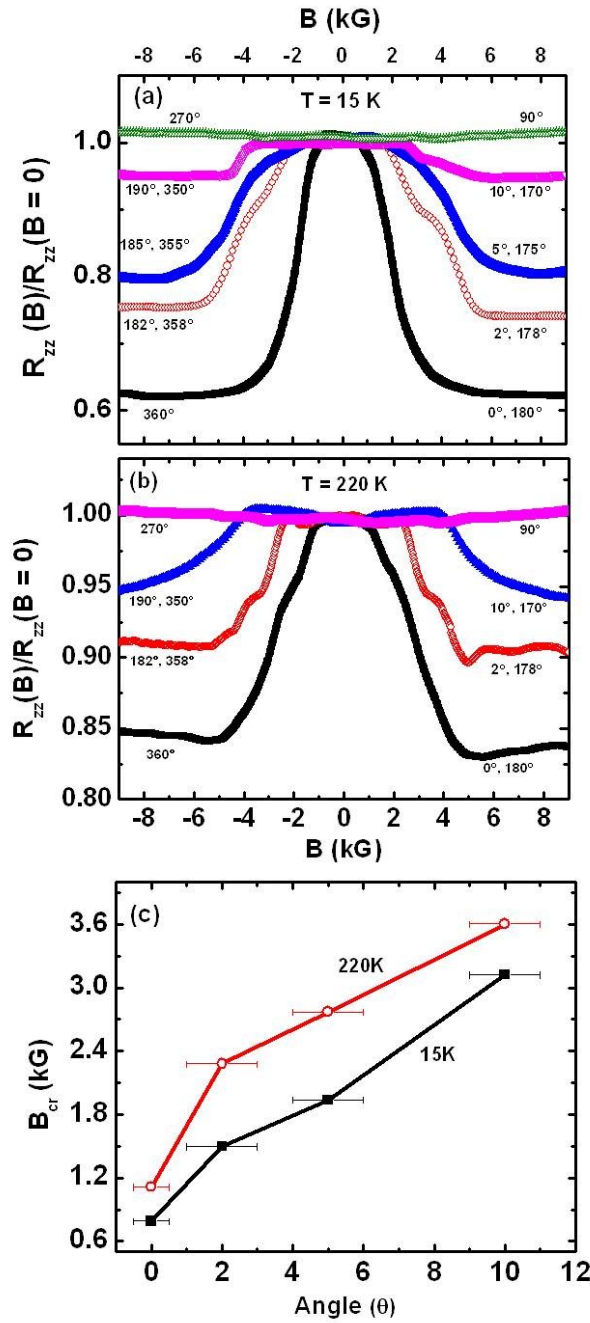 B (kG)
-8 -6 -4 -2 0 2 4 6 8
(a)
T = 15 K
270°
90°
1.0
190°, 350°
10°, 170°
185°, 355°
5°, 175°
0.8
182°, 358°
2°, 178°
0.6
360°
0°, 180°
R_zz (B)/R_zz(B = 0)
(b)
T = 220 K
1.00
270°
90°
0.95
190°, 350°
10°, 170°
0.90
182°, 358°
2°, 178°
0.85
360°
0°, 180°
0.80
R_zz(B)/R_zz(B = 0)
-8 -6 -4 -2 0 2 4 6 8
B (kG)
(c)
3.6
220K
3.0
2.4
15K
1.8
1.2
0.6
B_cr (kG)
0 2 4 6 8 10 12
Angle (θ)